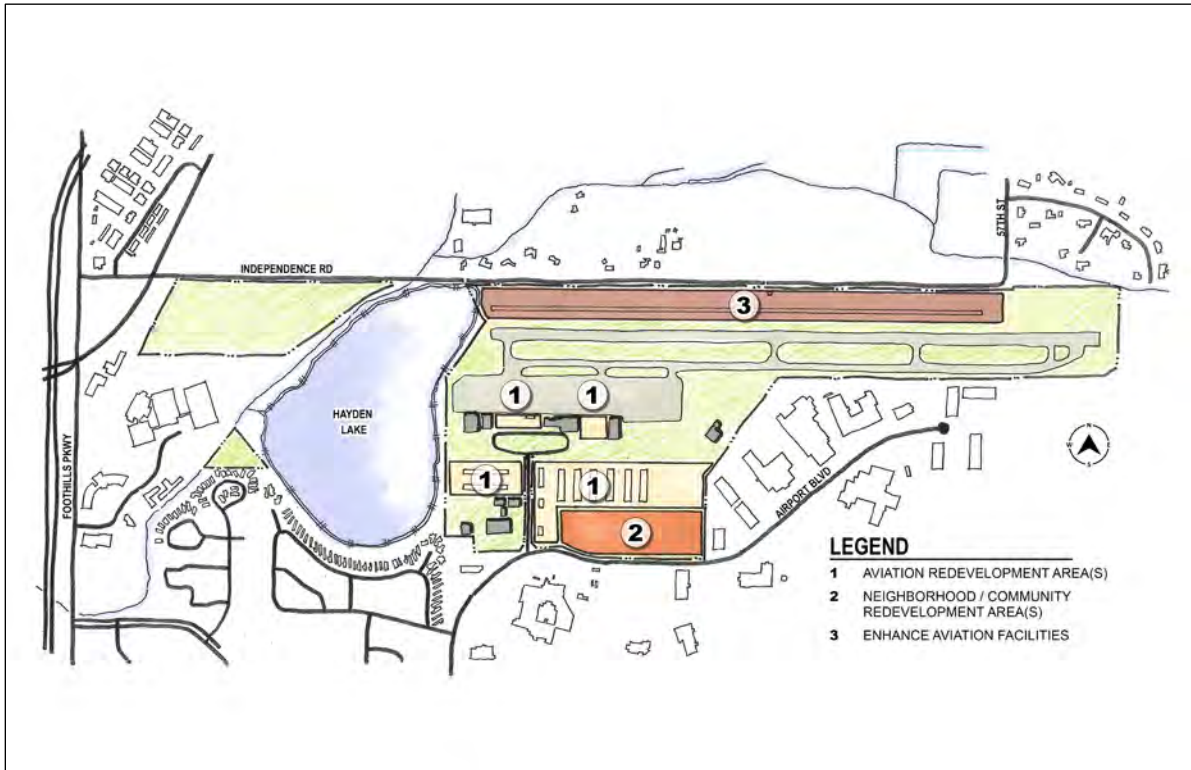 57TH ST
INDEPENDENCE RD
3
1
1
HAYDEN
LAKE
N
W
E
S
FOOTHILLS PKWY
1
1
AIRPORT BLVD
2
LEGEND
1 AVIATION REDEVELOPMENT AREA(S)
2 NEIGHBORHOOD / COMMUNITY
REDEVELOPMENT AREA(S)
3 ENHANCE AVIATION FACILITIES